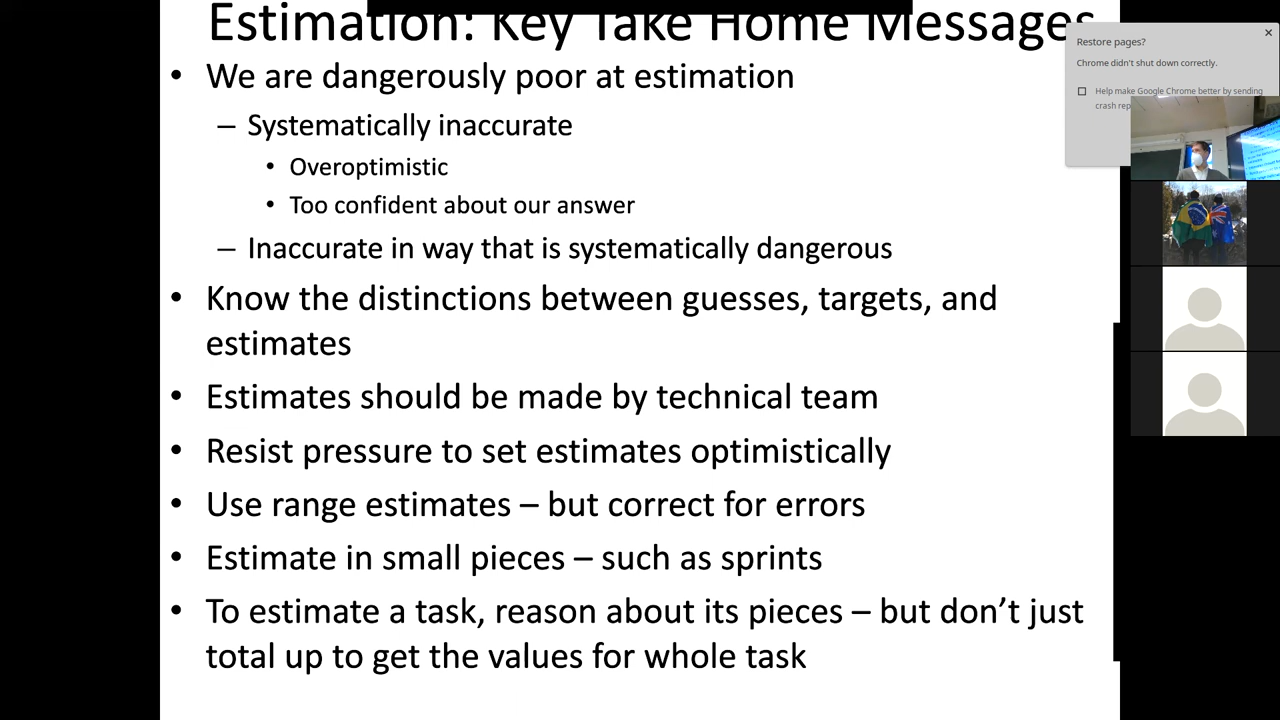 Estimation: Key Take Home Messages
• We are dangerously poor at estimation
– Systematically inaccurate
• Overoptimistic
• Too confident about our answer
– Inaccurate in way that is systematically dangerous
• Know the distinctions between guesses, targets, and
estimates
• Estimates should be made by technical team
• Resist pressure to set estimates optimistically
• Use range estimates – but correct for errors
• Estimate in small pieces – such as sprints
• To estimate a task, reason about its pieces – but don’t just
total up to get the values for whole task
Restore pages?
Chrome didn't shut down correctly.
Help make Google Chrome better by sending
crash rep